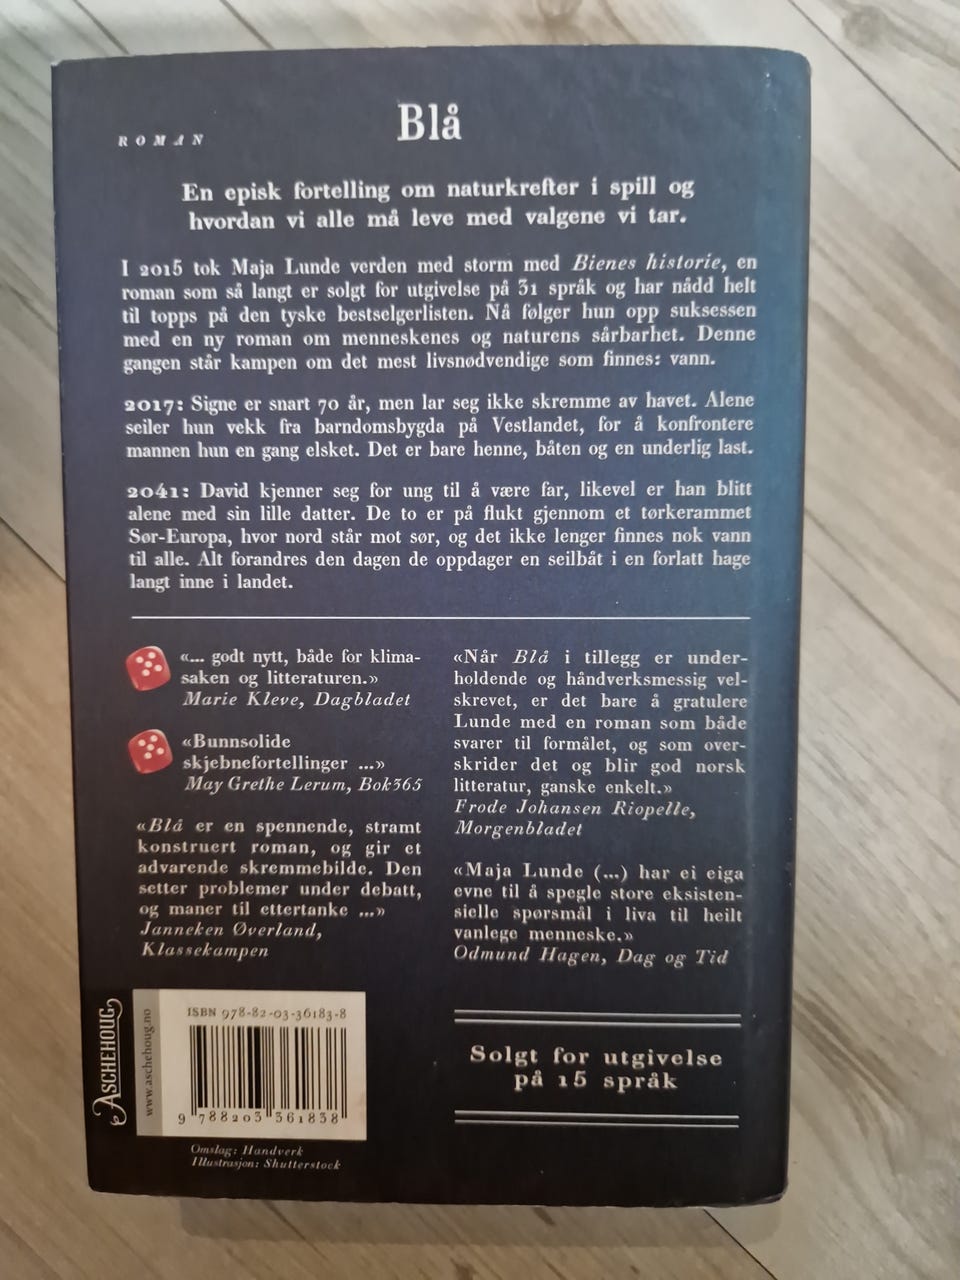 ROMAN
Blå
En episk fortelling om naturkrefter i spill og
hvordan vi alle må leve med valgene vi tar.
I 2015 tok Maja Lunde verden med storm med Bienes historie, en
roman som så langt er solgt for utgivelse på 31 språk og har nådd helt
til topps på den tyske bestselgerlisten. Nå følger hun opp suksessen
med en ny roman om menneskenes og naturens sårbarhet. Denne
gangen står kampen om det mest livsnødvendige som finnes: vann.
2017: Signe er snart 70 år, men lar seg ikke skremme av havet. Alene
seiler hun vekk fra barndomsbygda på Vestlandet, for å konfrontere
mannen hun en gang elsket. Det er bare henne, båten og en underlig last.
2041: David kjenner seg for ung til å være far, likevel er han blitt
alene med sin lille datter. De to er på flukt gjennom et tørkerammet
Sør-Europa, hvor nord står mot sør, og det ikke lenger finnes nok vann
til alle. Alt forandres den dagen de oppdager en seilbåt i en forlatt hage
langt inne i landet.
«... godt nytt, både for klima-
saken og litteraturen.»
Marie Kleve, Dagbladet
«Bunnsolide
skjebnefortellinger ...»
May Grethe Lerum, Bok365
«Blå er en spennende, stramt
konstruert roman, og gir et
advarende skremmebilde. Den
setter problemer under debatt,
og maner til ettertanke ...»
Janneken Øverland,
Klassekampen
«Når Blå i tillegg er under-
holdende og håndverksmessig vel-
skrevet, er det bare å gratulere
Lunde med en roman som både
svarer til formålet, og som over-
skrider det og blir god norsk
litteratur, ganske enkelt.»
Frode Johansen Riopelle,
Morgenbladet
«Maja Lunde (...) har ei eiga
evne til å spegle store eksisten-
sielle spørsmål i liva til heilt
vanlege menneske.»
Odmund Hagen, Dag og Tid
Solgt for utgivelse
på 15 språk
ASCHEHOUG
www.aschehoug.no
ISBN 978-82-03-36183-8
9 788203 361838
Omslag: Handverk
Illustrasjon: Shutterstock